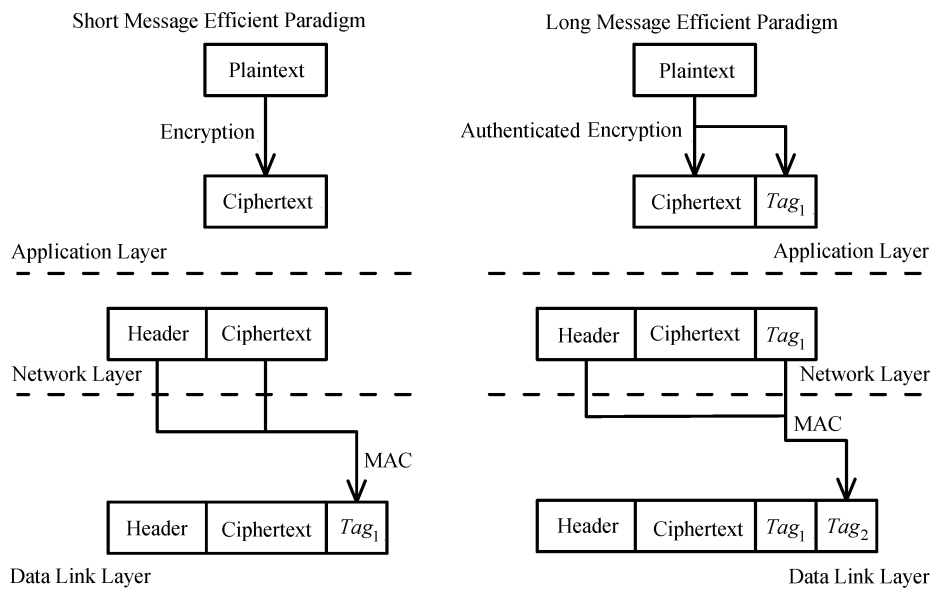 Short Message Efficient Paradigm
Long Message Efficient Paradigm
Plaintext
Plaintext
Encryption
Authenticated Encryption
Ciphertext
Ciphertext Tag1
Application Layer
Application Layer
Header Ciphertext
Header Ciphertext Tag1
Network Layer
Network Layer
MAC
MAC
Header Ciphertext Tag1
Header Ciphertext Tag1 Tag2
Data Link Layer
Data Link Layer